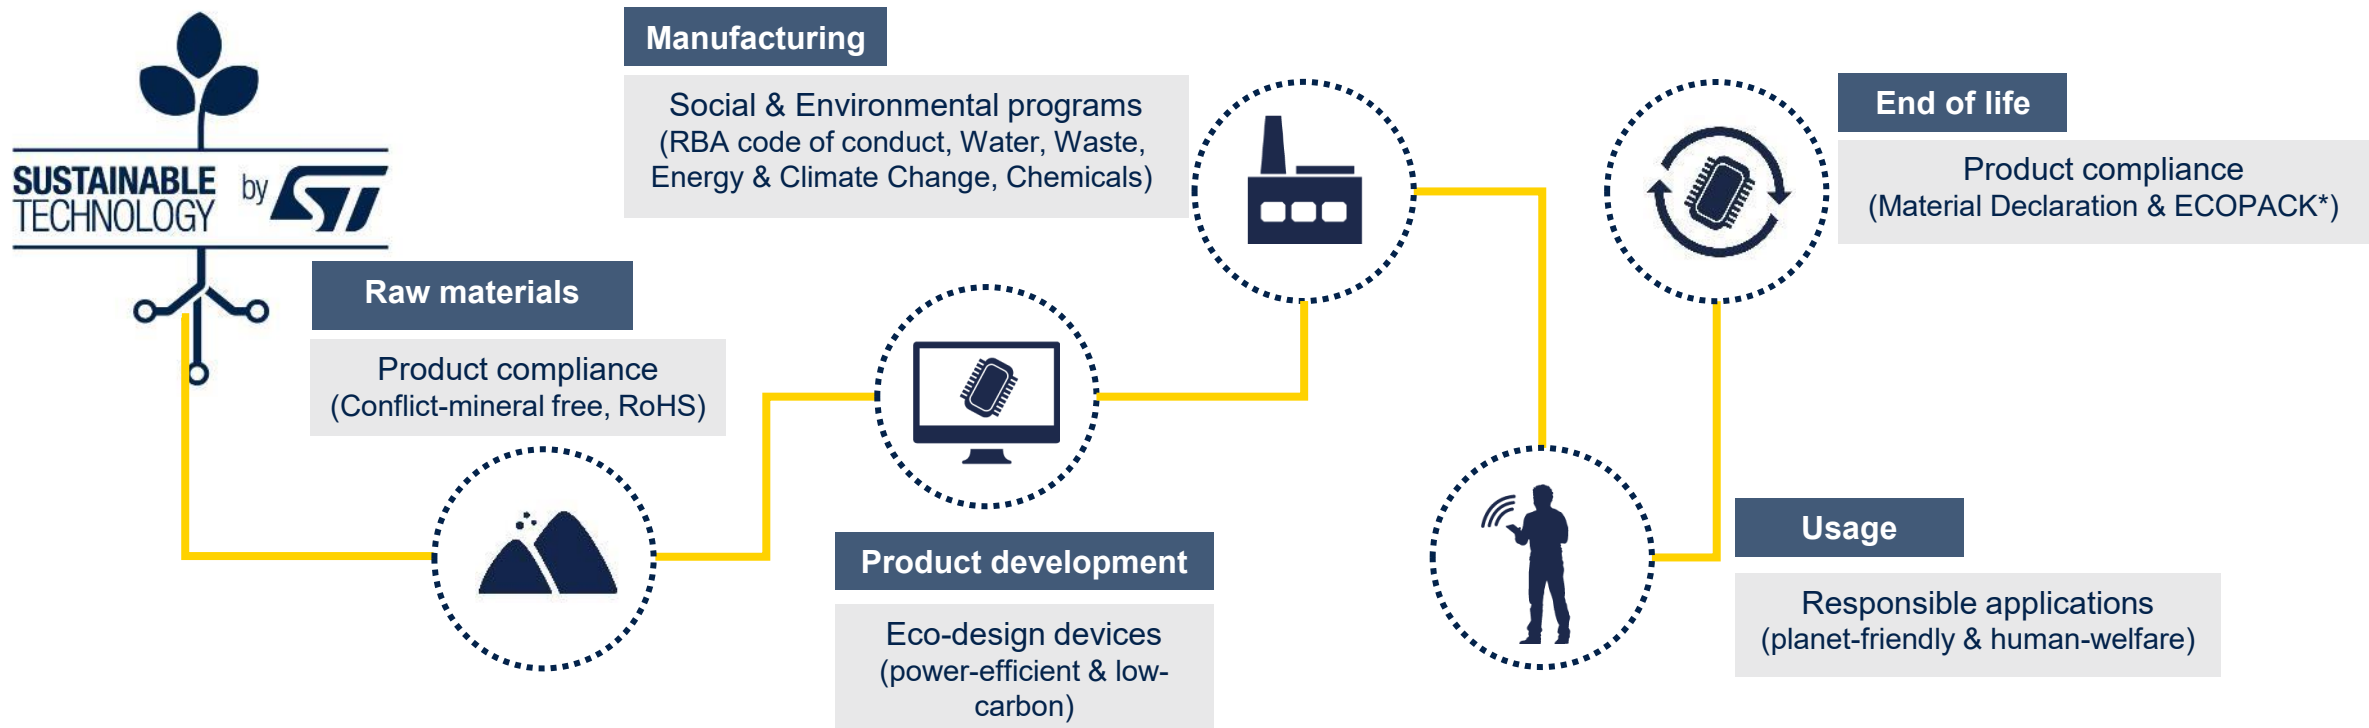 SUSTAINABLE
TECHNOLOGY
by ST
Raw materials
Product compliance
(Conflict-mineral free, RoHS)
Product development
Eco-design devices
(power-efficient & low-
carbon)
Manufacturing
Social & Environmental programs
(RBA code of conduct, Water, Waste,
Energy & Climate Change, Chemicals)
Usage
Responsible applications
(planet-friendly & human-welfare)
End of life
Product compliance
(Material Declaration & ECOPACK*)